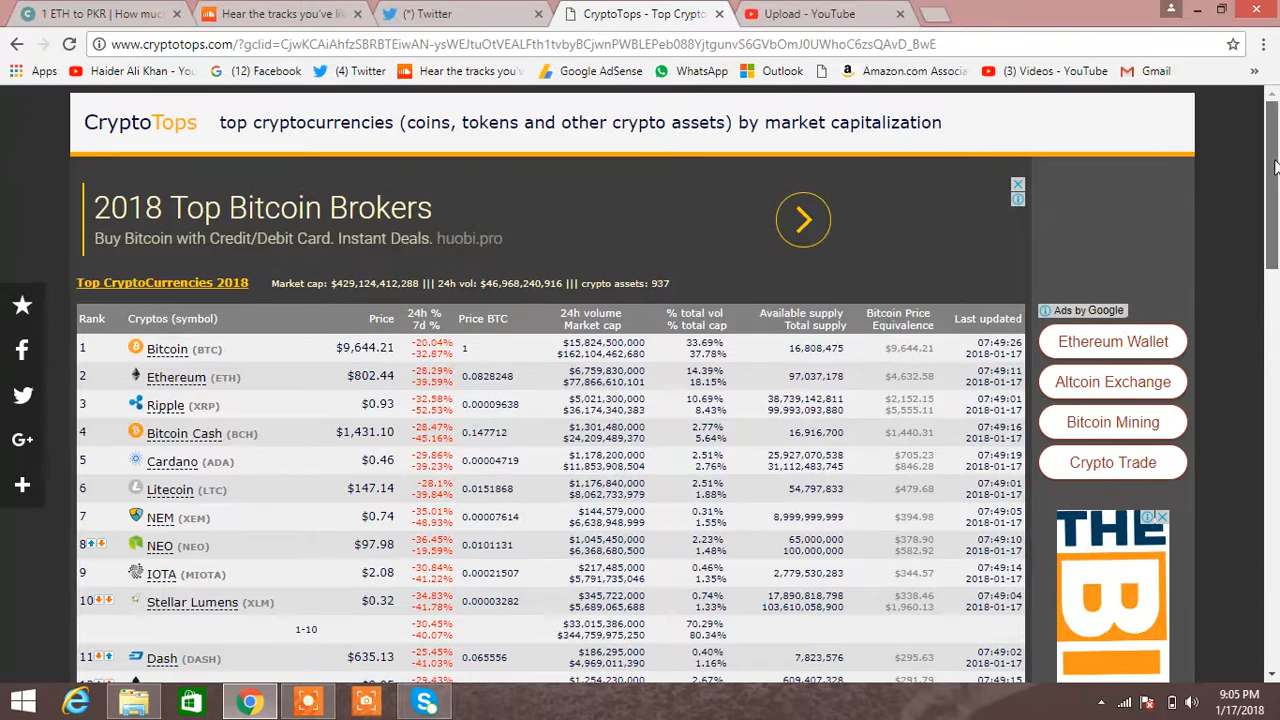 1 ETH to PKR | How muc
Hear the tracks you've li
(*) Twitter
CryptoTops - Top Crypto
Upload - YouTube
www.cryptotops.com/?gclid=CjwKCAiAhfzSBRBTEiwAN-ysWEJtuOtVEALFth1tvbyBCjwnPWBLEPeb088YjtgunvS6GVbOmJ0UWhoC6zsQAvD_BwE
Apps
Haider Ali Khan - You
(12) Facebook
(4) Twitter
Hear the tracks you'v
Google AdSense
WhatsApp
Outlook
Amazon.com Associa
(3) Videos - YouTube
Gmail
CryptoTops top cryptocurrencies (coins, tokens and other crypto assets) by market capitalization
2018 Top Bitcoin Brokers
Buy Bitcoin with Credit/Debit Card. Instant Deals. huobi.pro
Top CryptoCurrencies 2018 Market cap: $429,124,412,288 ||| 24h vol: $46,968,240,916 ||| crypto assets: 937
Rank Cryptos (symbol) Price 24h % Price BTC 24h volume % total vol Available supply Bitcoin Price Last updated
7d % Market cap % total cap Total supply Equivalence
1 Bitcoin (BTC) $9,644.21 -20.04% 1 $15,824,500,000 33.69% 16,808,475 $9,644.21 07:49:26
-32.87% $162,104,462,680 37.78% 2018-01-17
2 Ethereum (ETH) $802.44 -28.29% 0.0828248 $6,759,830,000 14.39% 97,037,178 $4,632.58 07:49:11
-39.59% $77,866,610,101 18.15% 2018-01-17
3 Ripple (XRP) $0.93 -32.58% 0.00009638 $5,021,300,000 10.69% 38,739,142,811 $2,152.15 07:49:01
-52.53% $36,174,340,383 8.43% 99,993,093,880 $5,555.11 2018-01-17
4 Bitcoin Cash (BCH) $1,431.10 -28.47% 0.147712 $1,301,480,000 2.77% 16,916,700 $1,440.31 07:49:16
-45.16% $24,209,489,370 5.64% 2018-01-17
5 Cardano (ADA) $0.46 -29.86% 0.00004719 $1,178,200,000 2.51% 25,927,070,538 $705.23 07:49:19
-39.23% $11,853,908,504 2.76% 31,112,483,745 $846.28 2018-01-17
6 Litecoin (LTC) $147.14 -28.1% 0.0151868 $1,176,840,000 2.51% 54,797,833 $479.68 07:49:01
-39.84% $8,062,733,979 1.88% 2018-01-17
7 NEM (XEM) $0.74 -35.01% 0.00007614 $144,579,000 0.31% 8,999,999,999 $394.98 07:49:05
-48.93% $6,638,948,999 1.55% 2018-01-17
8 NEO (NEO) $97.98 -36.45% 0.0101131 $1,045,450,000 2.23% 65,000,000 $378.90 07:49:10
-19.59% $6,368,680,500 1.48% 100,000,000 $582.92 2018-01-17
9 IOTA (MIOTA) $2.08 -30.84% 0.00021507 $217,485,000 0.46% 2,779,530,283 $344.57 07:49:14
-41.22% $5,791,735,046 1.35% 2018-01-17
10 Stellar Lumens (XLM) $0.32 -34.83% 0.00003282 $345,722,000 0.74% 17,890,818,798 $338.46 07:49:04
-41.78% $5,689,065,688 1.33% 103,610,058,900 $1,960.13 2018-01-17
1-10 -30.45% $33,015,386,000 70.29%
-40.07% $344,759,975,250 80.34%
11 Dash (DASH) $635.13 -25.45% 0.065556 $186,295,000 0.40% 7,823,576 $295.63 07:49:02
-41.03% $4,969,011,390 1.16% 2018-01-17
-29.43% $1,254,230,000 2.67% 609,407,328 $291.79 07:49:15
Ads by Google
Ethereum Wallet
Altcoin Exchange
Bitcoin Mining
Crypto Trade
THE
B
9:05 PM
1/17/2018